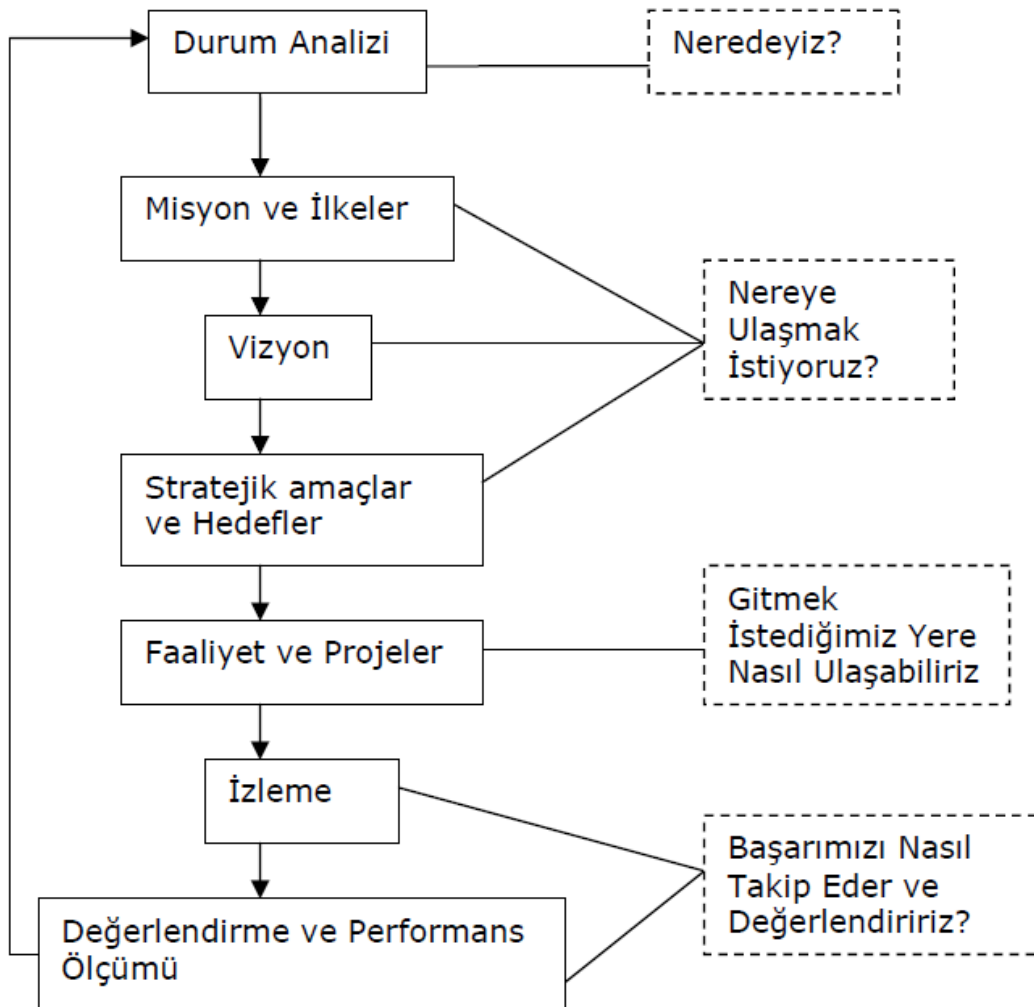 Durum Analizi
Neredeyiz?
Misyon ve İlkeler
Nereye
Ulaşmak
İstiyoruz?
Vizyon
Stratejik amaçlar
ve Hedefler
Gitmek
İstediğimiz Yere
Nasıl Ulaşabiliriz
Faaliyet ve Projeler
İzleme
Başarımızı Nasıl
Takip Eder ve
Değerlendiririz?
Değerlendirme ve Performans
Ölçümü